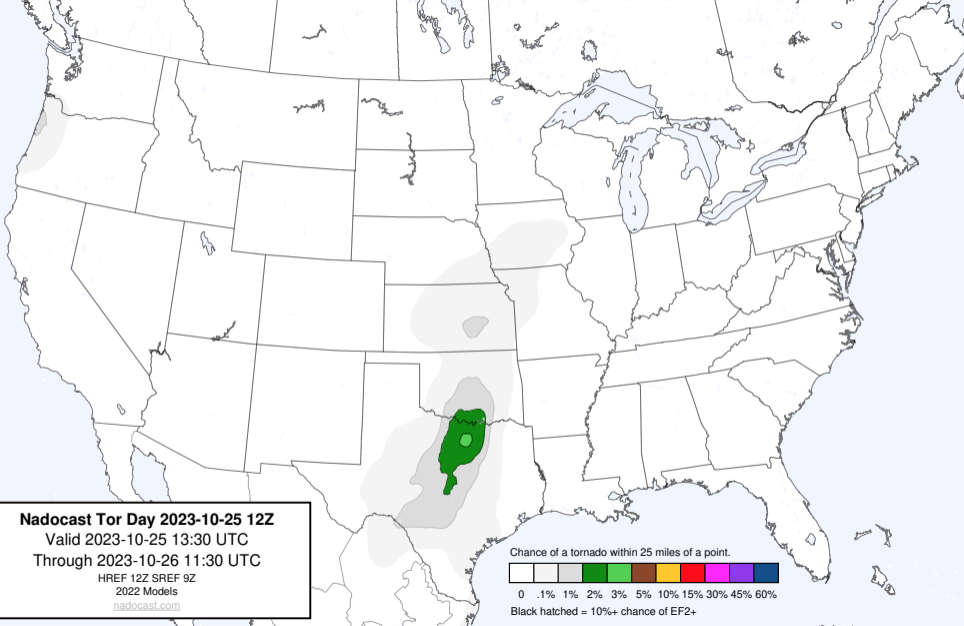 Nadocast Tor Day 2023-10-25 12Z
Valid 2023-10-25 13:30 UTC
Through 2023-10-26 11:30 UTC
HREF 12Z SREF 9Z
2022 Models
nadocast.com
Chance of a tornado within 25 miles of a point.
0 .1% 1% 2% 3% 5% 10% 15% 30% 45% 60%
Black hatched = 10%+ chance of EF2+